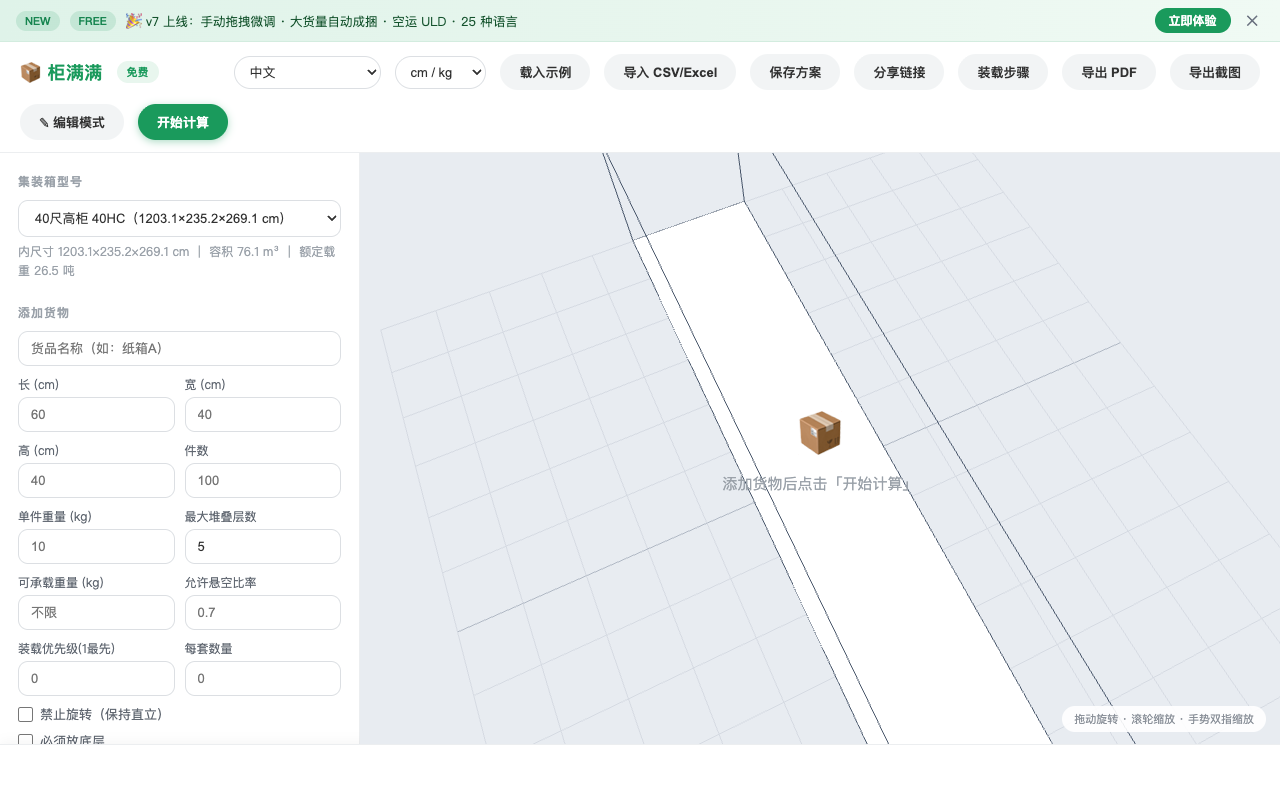 NEW FREE 🎉 v7 上线：手动拖拽微调 · 大货量自动成捆 · 空运 ULD · 25 种语言 立即体验 ×
📦 柜满满 免费 中文 cm / kg 载入示例 导入 CSV/Excel 保存方案 分享链接 装载步骤 导出 PDF 导出截图
✎ 编辑模式 开始计算
集装箱型号
40尺高柜 40HC（1203.1×235.2×269.1 cm）
内尺寸 1203.1×235.2×269.1 cm ｜ 容积 76.1 m³ ｜ 额定载
重 26.5 吨
添加货物
货品名称（如：纸箱A）
长 (cm) 宽 (cm)
60 40
高 (cm) 件数
40 100
单件重量 (kg) 最大堆叠层数
10 5
可承载重量 (kg) 允许悬空比率
不限 0.7
装载优先级(1最先) 每套数量
0 0
禁止旋转（保持直立）
必须放底层
添加货物后点击「开始计算」
拖动旋转 · 滚轮缩放 · 手势双指缩放